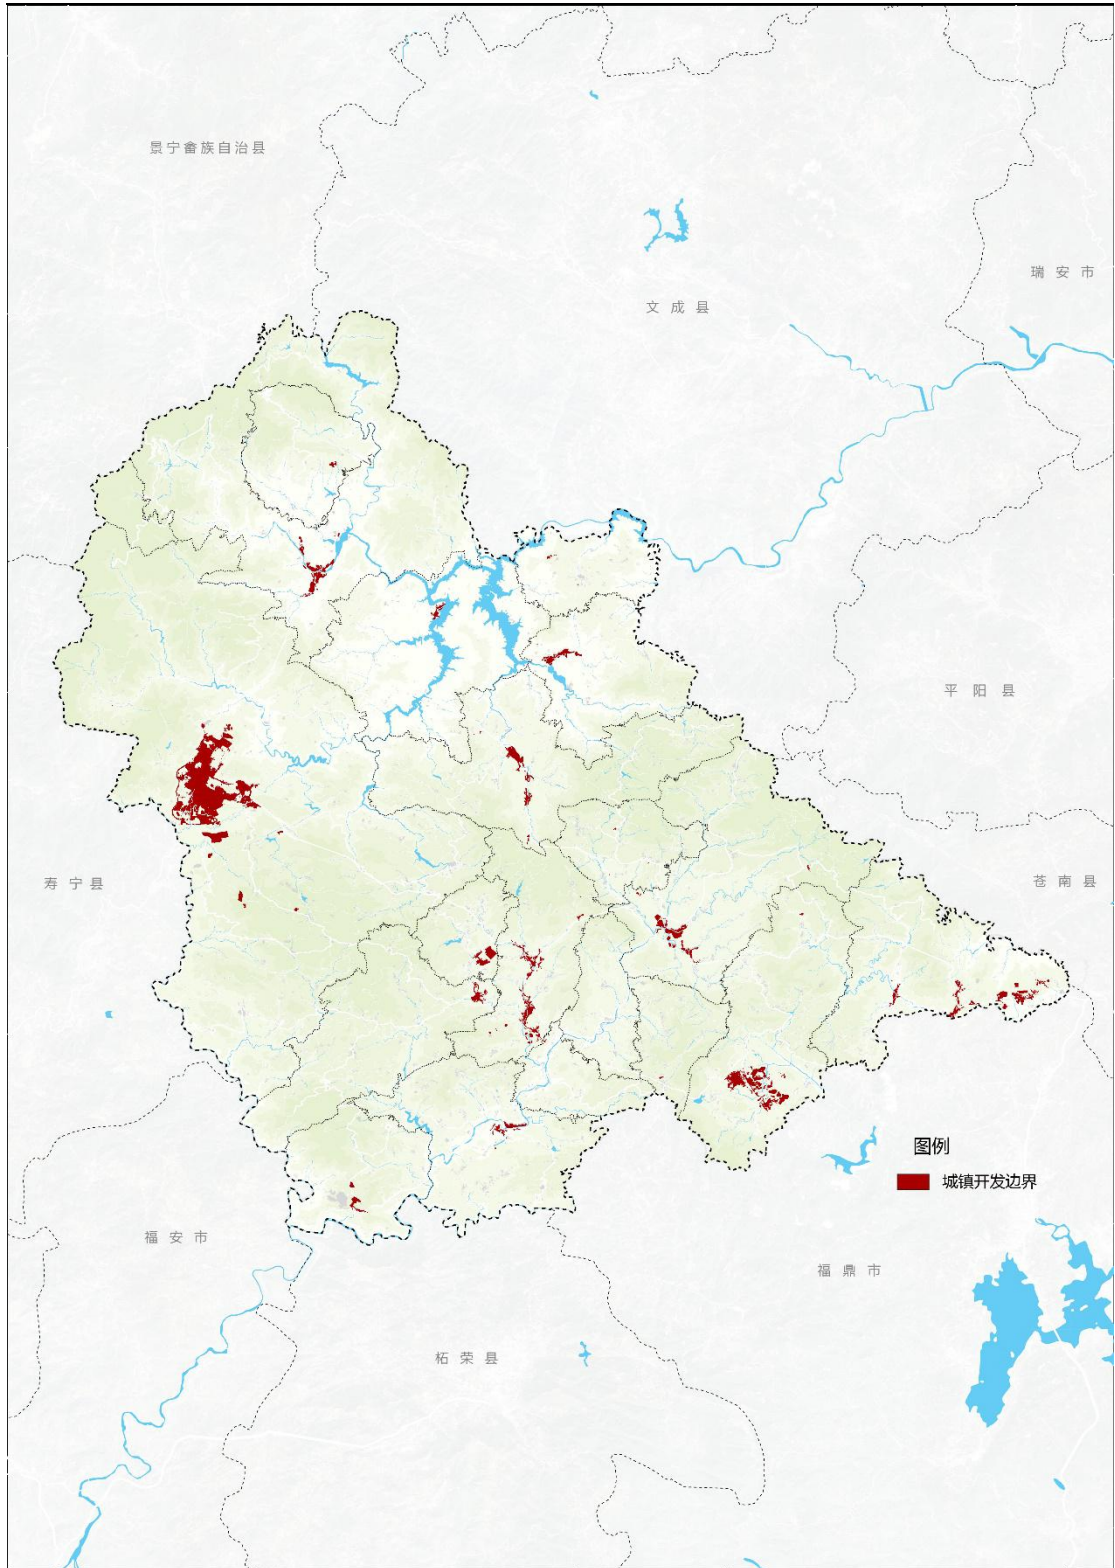 景宁畲族自治县
瑞安市
文成县
平阳县
寿宁县
苍南县
图例
城镇开发边界
福安市
福鼎市
柘荣县